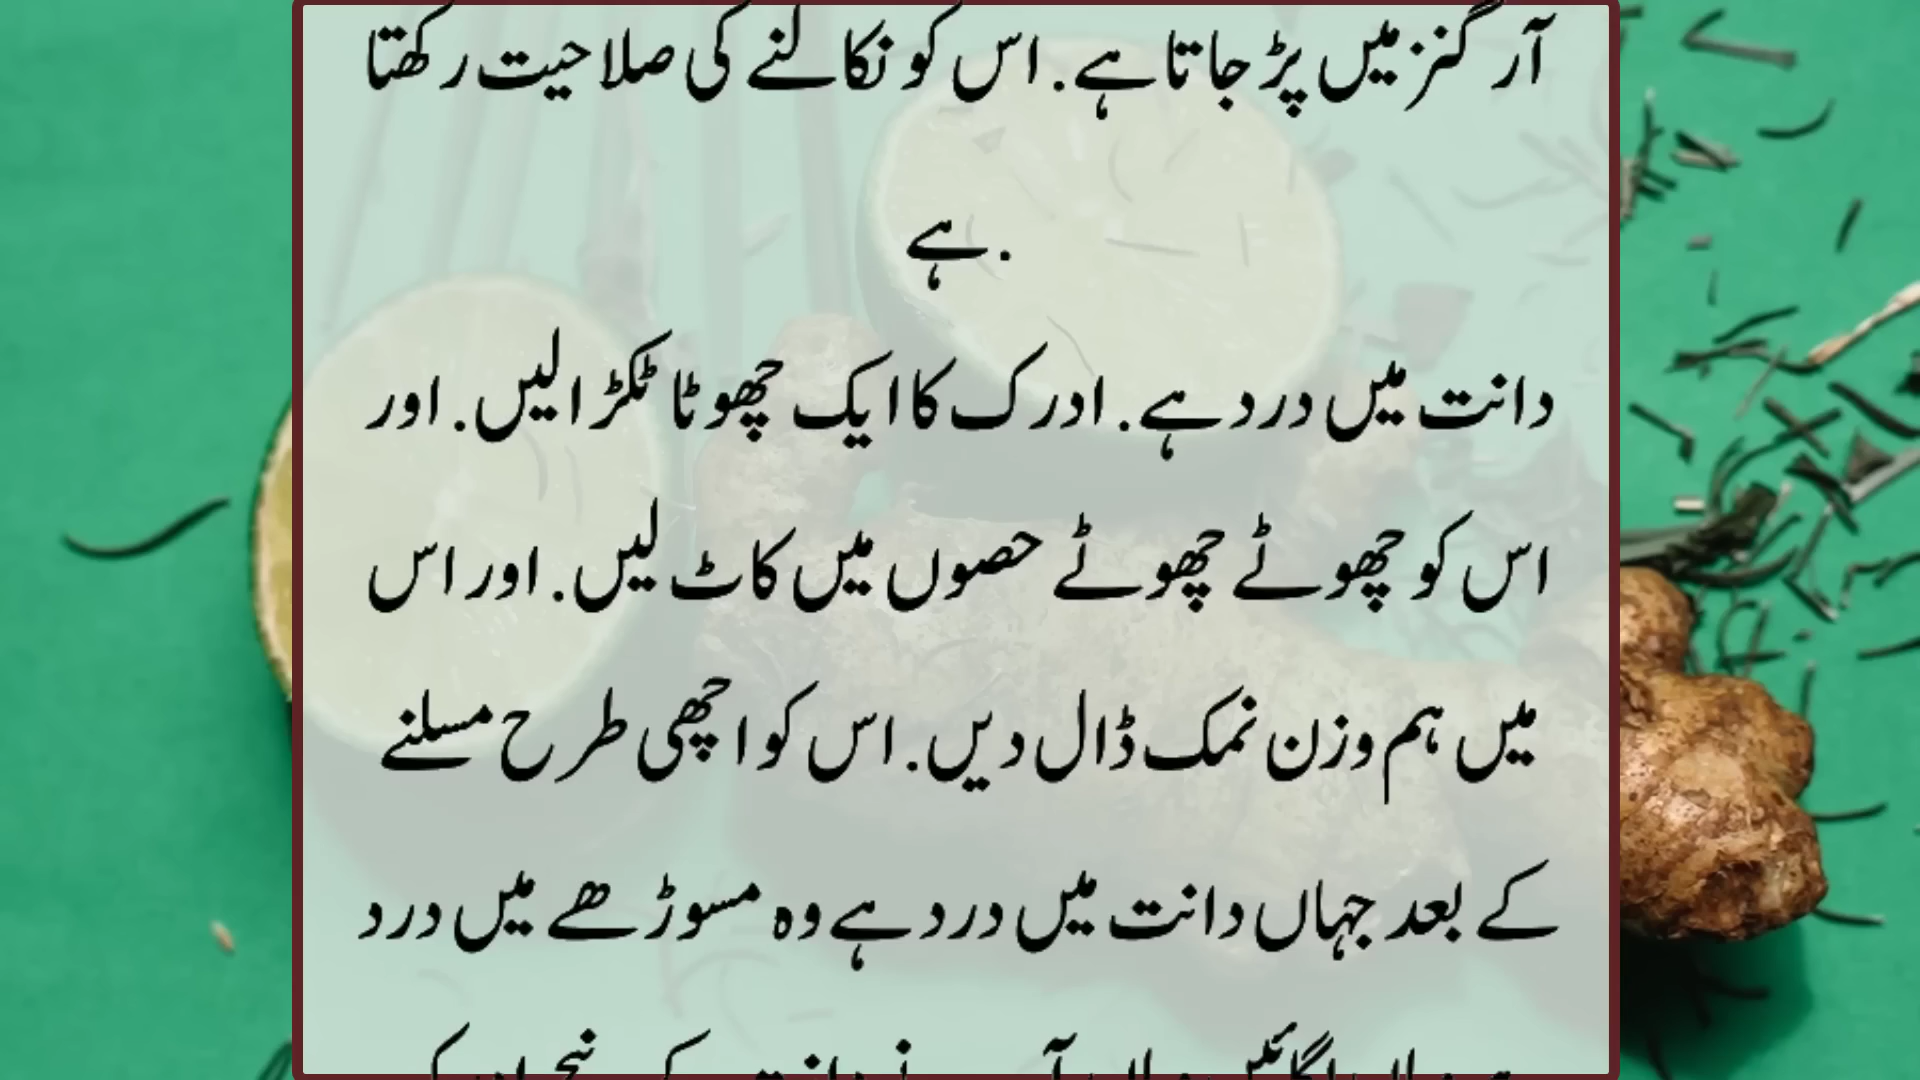 آرگنز میں پڑ جاتا ہے. اس کو نکالنے کی صلاحیت رکھتا
ہے.
دانت میں درد ہے. ادرک کا ایک چھوٹا ٹکڑا لیں. اور
اس کو چھوٹے چھوٹے حصوں میں کاٹ لیں. اور اس
میں ہم وزن نمک ڈال دیں. اس کو اچھی طرح مسلنے
کے بعد جہاں دانت میں درد ہے وہ مسوڑھے میں درد